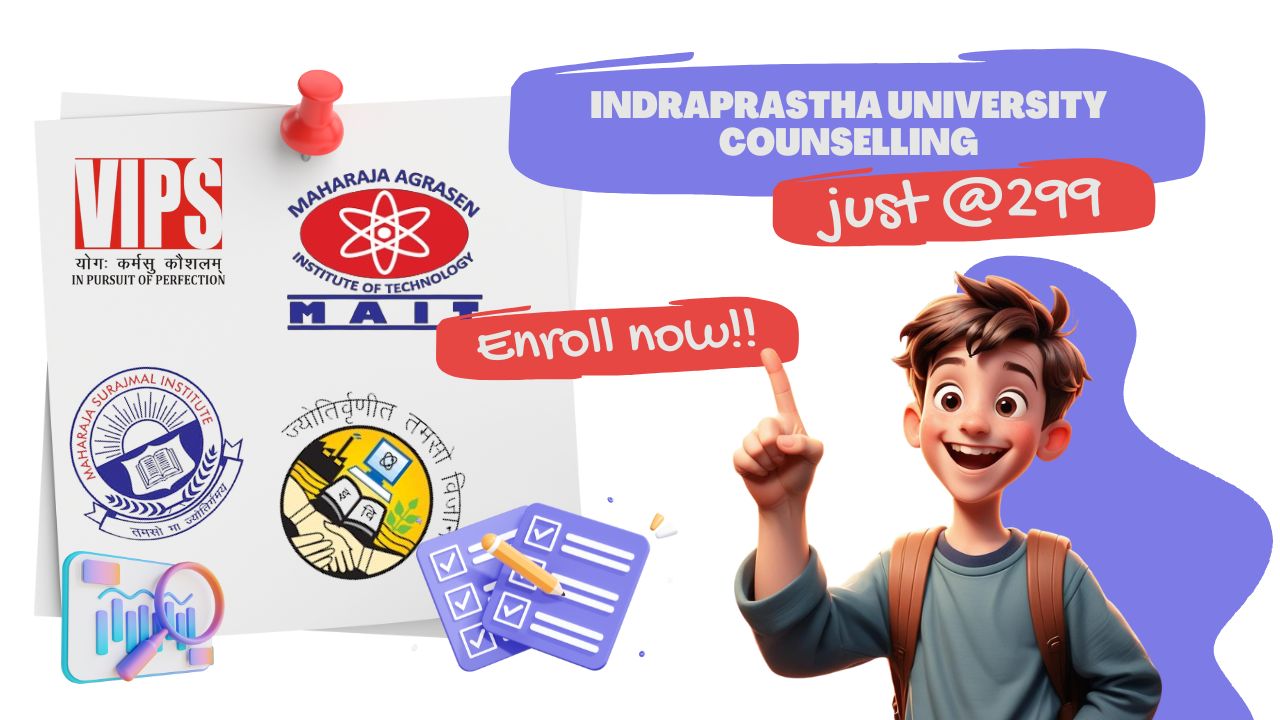 INDRAPRASTHA UNIVERSITY
COUNSELLING
just @299
VIPS
योगः कर्मसु कौशलम्
IN PURSUIT OF PERFECTION
MAHARAJA AGRASEN
INSTITUTE OF TECHNOLOGY
MAIT
Enroll now!!
MAHARAJA SURAJMAL INSTITUTE
तमसो मा ज्योतिर्गमय
ज्योतिर्वृणीत तमसो